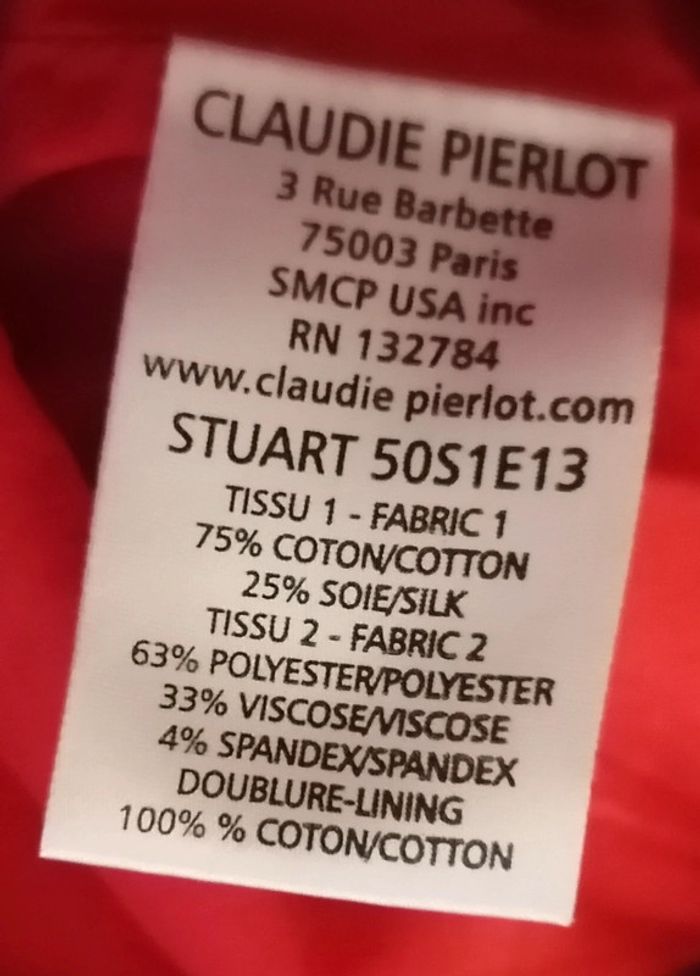 CLAUDIE PIERLOT
3 Rue Barbette
75003 Paris
SMCP USA inc
RN 132784
www.claudie pierlot.com
STUART 50S1E13
TISSU 1 - FABRIC 1
75% COTON/COTTON
25% SOIE/SILK
TISSU 2 - FABRIC 2
63% POLYESTER/POLYESTER
33% VISCOSE/VISCOSE
4% SPANDEX/SPANDEX
DOUBLURE-LINING
100% % COTON/COTTON